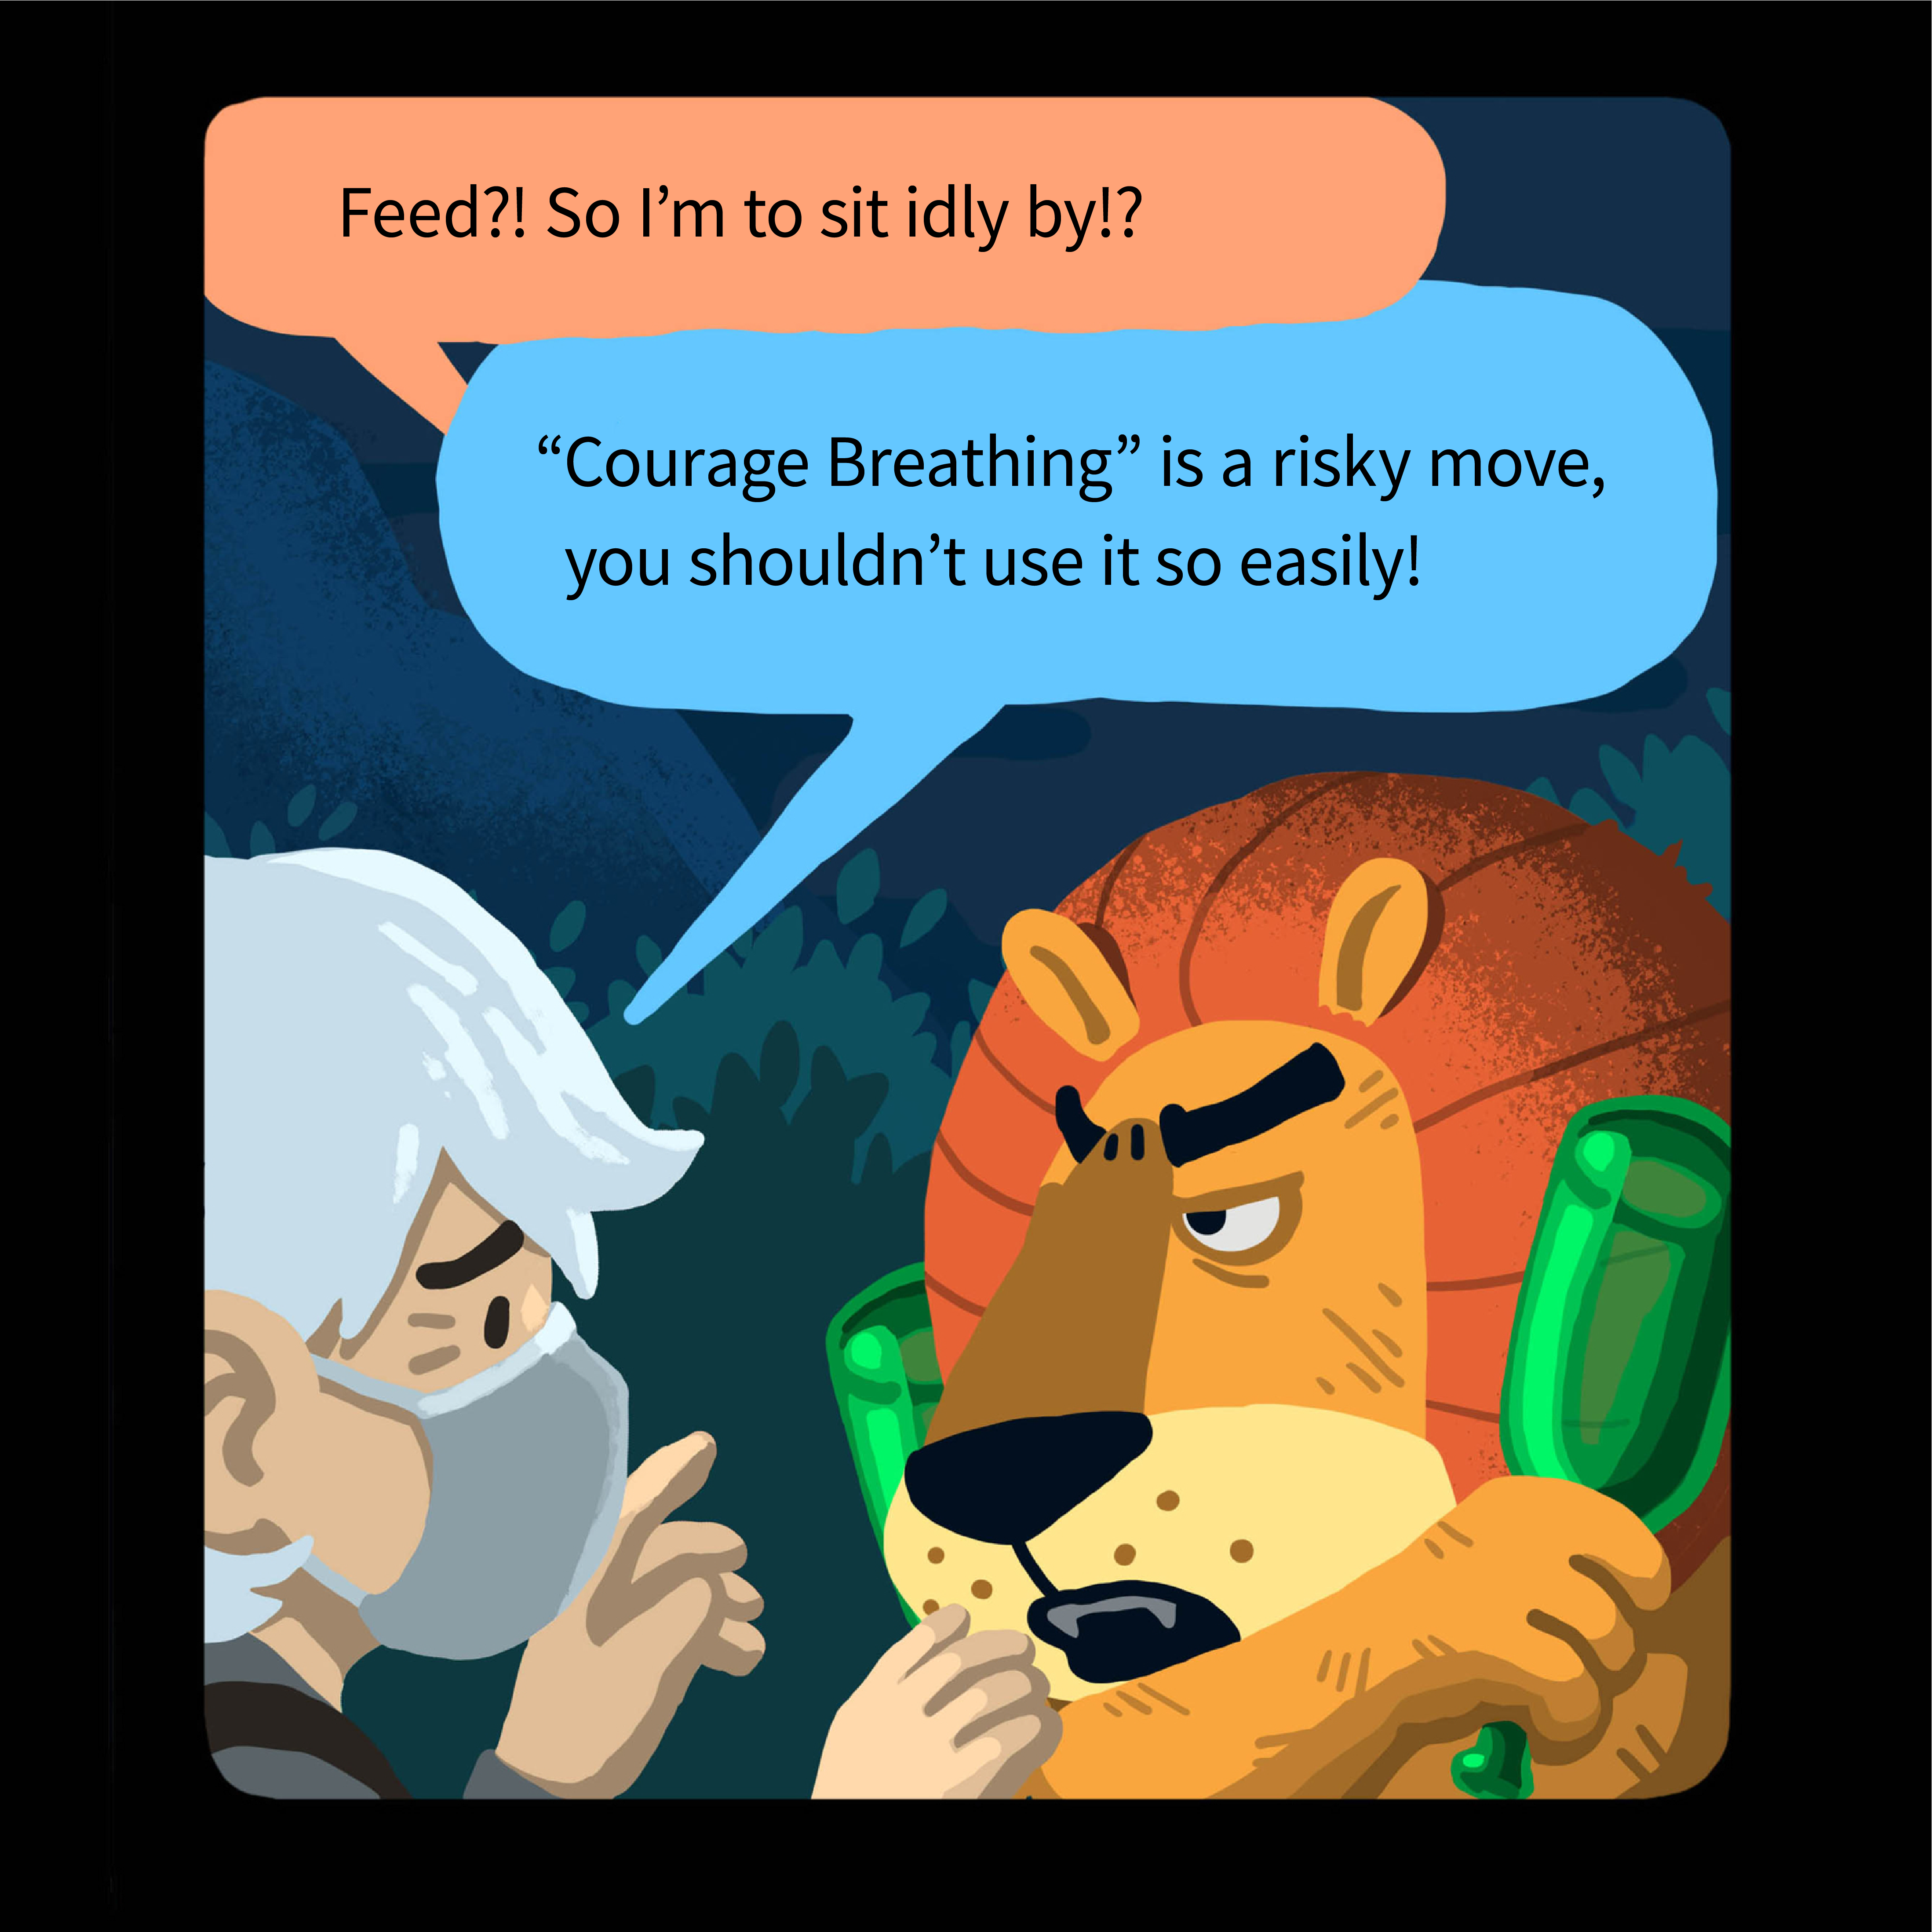 Feed?! So I’m to sit idly by!?
“Courage Breathing” is a risky move,
you shouldn’t use it so easily!